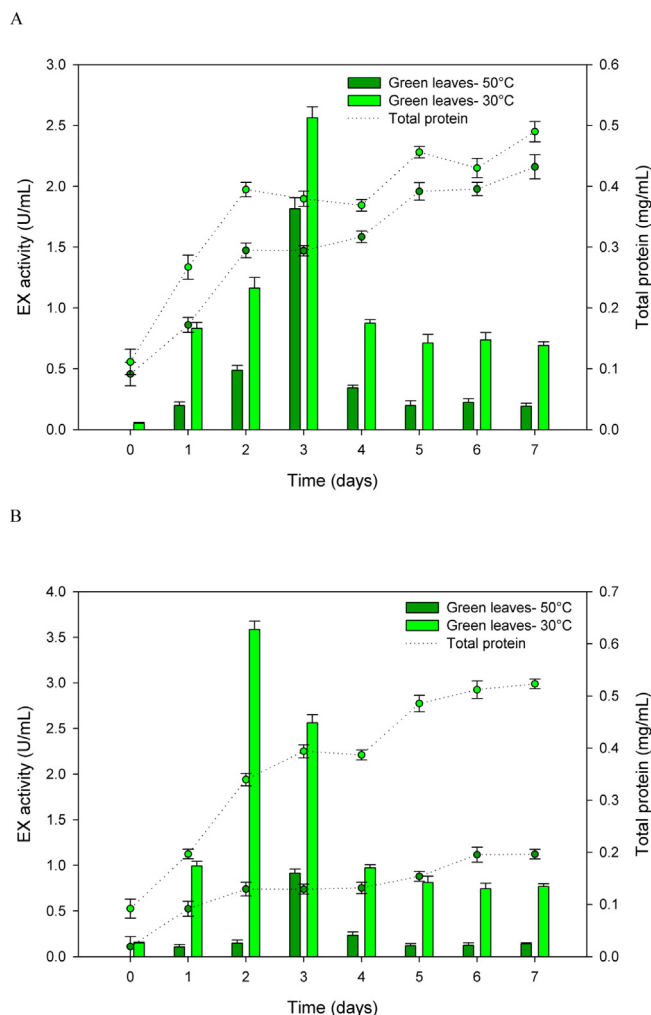 A
3.0
2.5
2.0
1.5
1.0
0.5
0.0
EX activity (U/mL)
Green leaves- 50°C
Green leaves- 30°C
Total protein
0.6
0.5
0.4
0.3
0.2
0.1
0.0
Total protein (mg/mL)
0 1 2 3 4 5 6 7
Time (days)
B
4.0
3.5
3.0
2.5
2.0
1.5
1.0
0.5
0.0
EX activity (U/mL)
Green leaves- 50°C
Green leaves- 30°C
Total protein
0.7
0.6
0.5
0.4
0.3
0.2
0.1
0.0
Total protein (mg/mL)
0 1 2 3 4 5 6 7
Time (days)